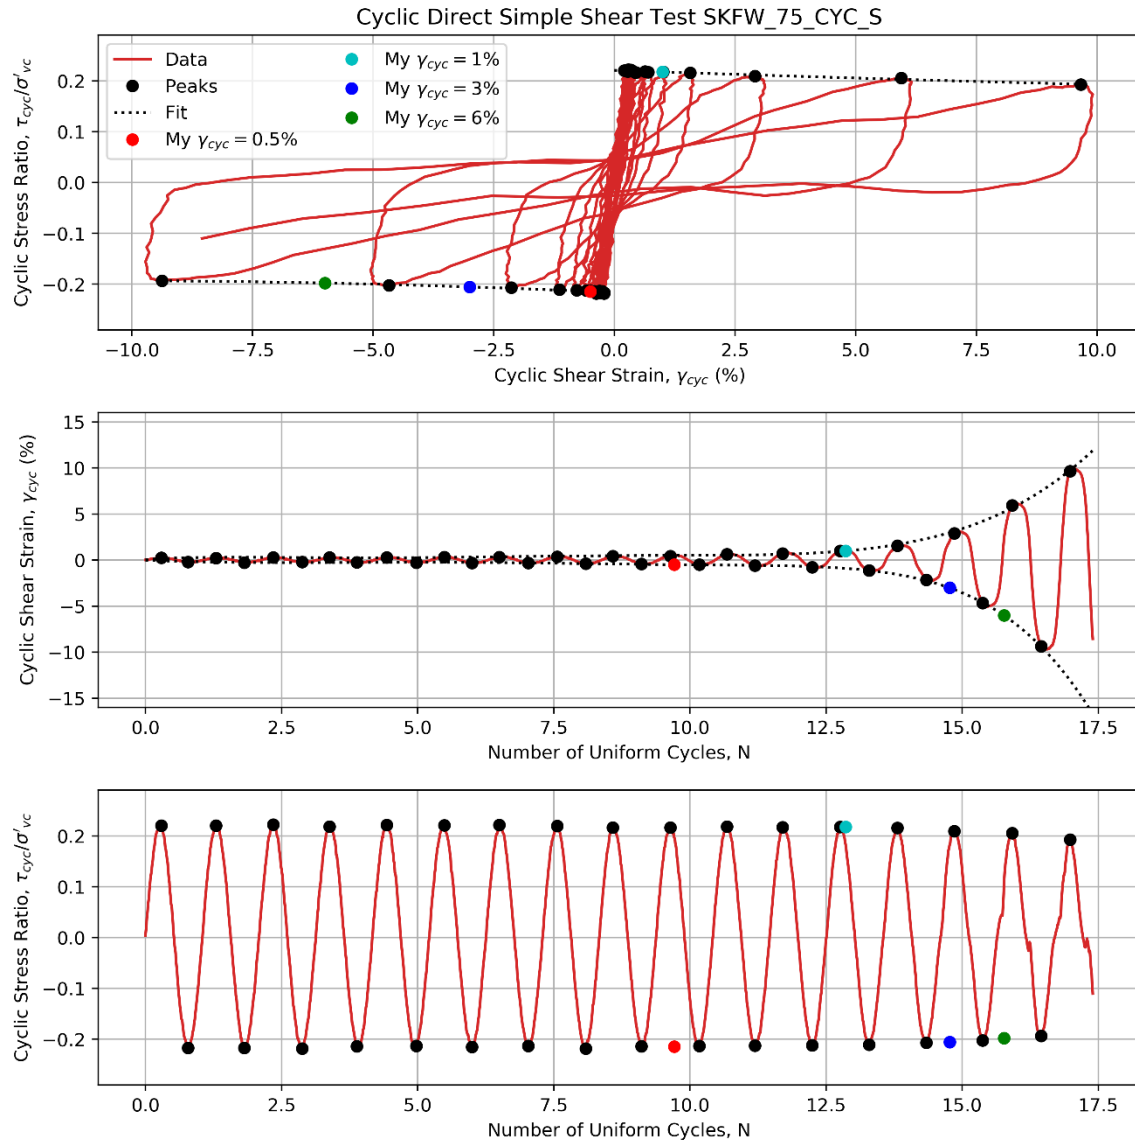 Cyclic Direct Simple Shear Test SKFW_75_CYC_S
Cyclic Stress Ratio, τcyc/σ′vc
0.2
0.1
0.0
−0.1
−0.2
Data
Peaks
Fit
My γcyc = 0.5%
My γcyc = 1%
My γcyc = 3%
My γcyc = 6%
−10.0 −7.5 −5.0 −2.5 0.0 2.5 5.0 7.5 10.0
Cyclic Shear Strain, γcyc (%)
Cyclic Shear Strain, γcyc (%)
15
10
5
0
−5
−10
−15
0.0 2.5 5.0 7.5 10.0 12.5 15.0 17.5
Number of Uniform Cycles, N
Cyclic Stress Ratio, τcyc/σ′vc
0.2
0.1
0.0
−0.1
−0.2
0.0 2.5 5.0 7.5 10.0 12.5 15.0 17.5
Number of Uniform Cycles, N